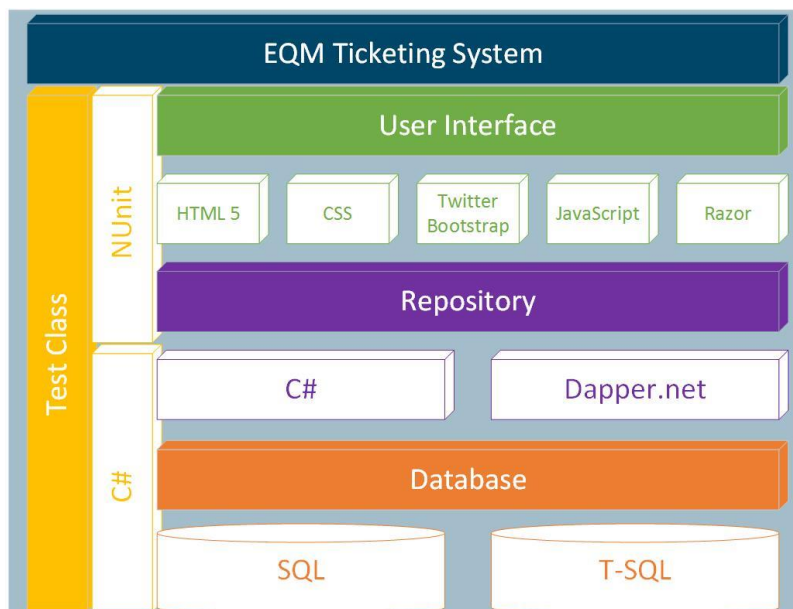 EQM Ticketing System
Test Class
NUnit
C#
User Interface
HTML 5
CSS
Twitter
Bootstrap
JavaScript
Razor
Repository
C#
Dapper.net
Database
SQL
T-SQL